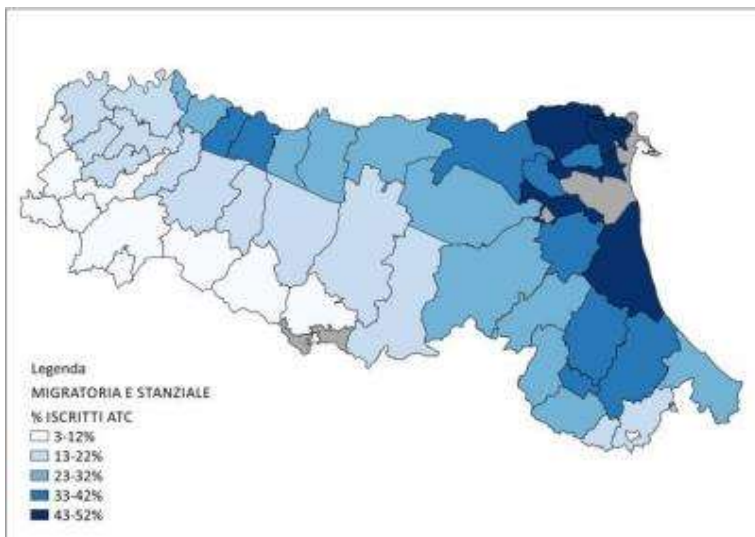 Legenda
MIGRATORIA E STANZIALE
% ISCRITTI ATC
3-12%
13-22%
23-32%
33-42%
43-52%